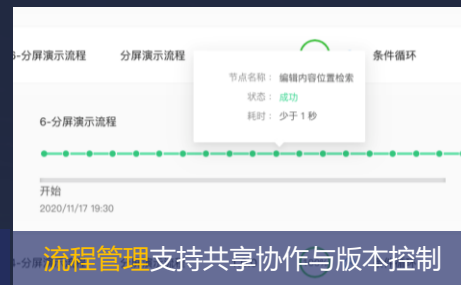 6-分屏演示流程 分屏演示流程 条件循环
节点名称： 编辑内容位置检索
状态： 成功
耗时： 少于 1 秒
6-分屏演示流程
开始
2020/11/17 19:30
流程管理支持共享协作与版本控制